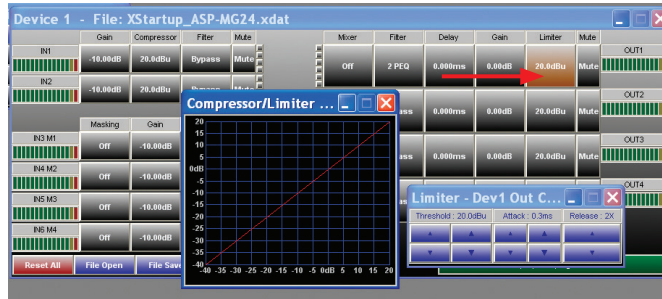 Device 1 - File: XStartup_ASP-MG24.xdat
Gain Compressor Filter Mute Mixer Filter Delay Gain Limiter Mute
IN1 -10.00dB 20.0dBu Bypass Mute Off 2 PEQ 0.000ms 0.00dB 20.0dBu Mute OUT1
IN2 -10.00dB 20.0dBu Bypass Mute 0.000ms 0.00dB 20.0dBu Mute OUT2
Compressor/Limiter ...
Masking Gain
IN3 M1 Off -10.00dB 0.000ms 0.00dB 20.0dBu Mute OUT3
IN4 M2 Off -10.00dB OUT4
IN5 M3 Off -10.00dB
IN6 M4 Off -10.00dB
20
15
10
5
0dB
-5
-10
-15
-20
-25
-30
-35
-40
-40 -35 -30 -25 -20 -15 -10 -5 0dB 5 10 15 20
Limiter - Dev1 Out C...
Threshold : 20.0dBu Attack : 0.3ms Release : 2X
Reset All File Open File Save